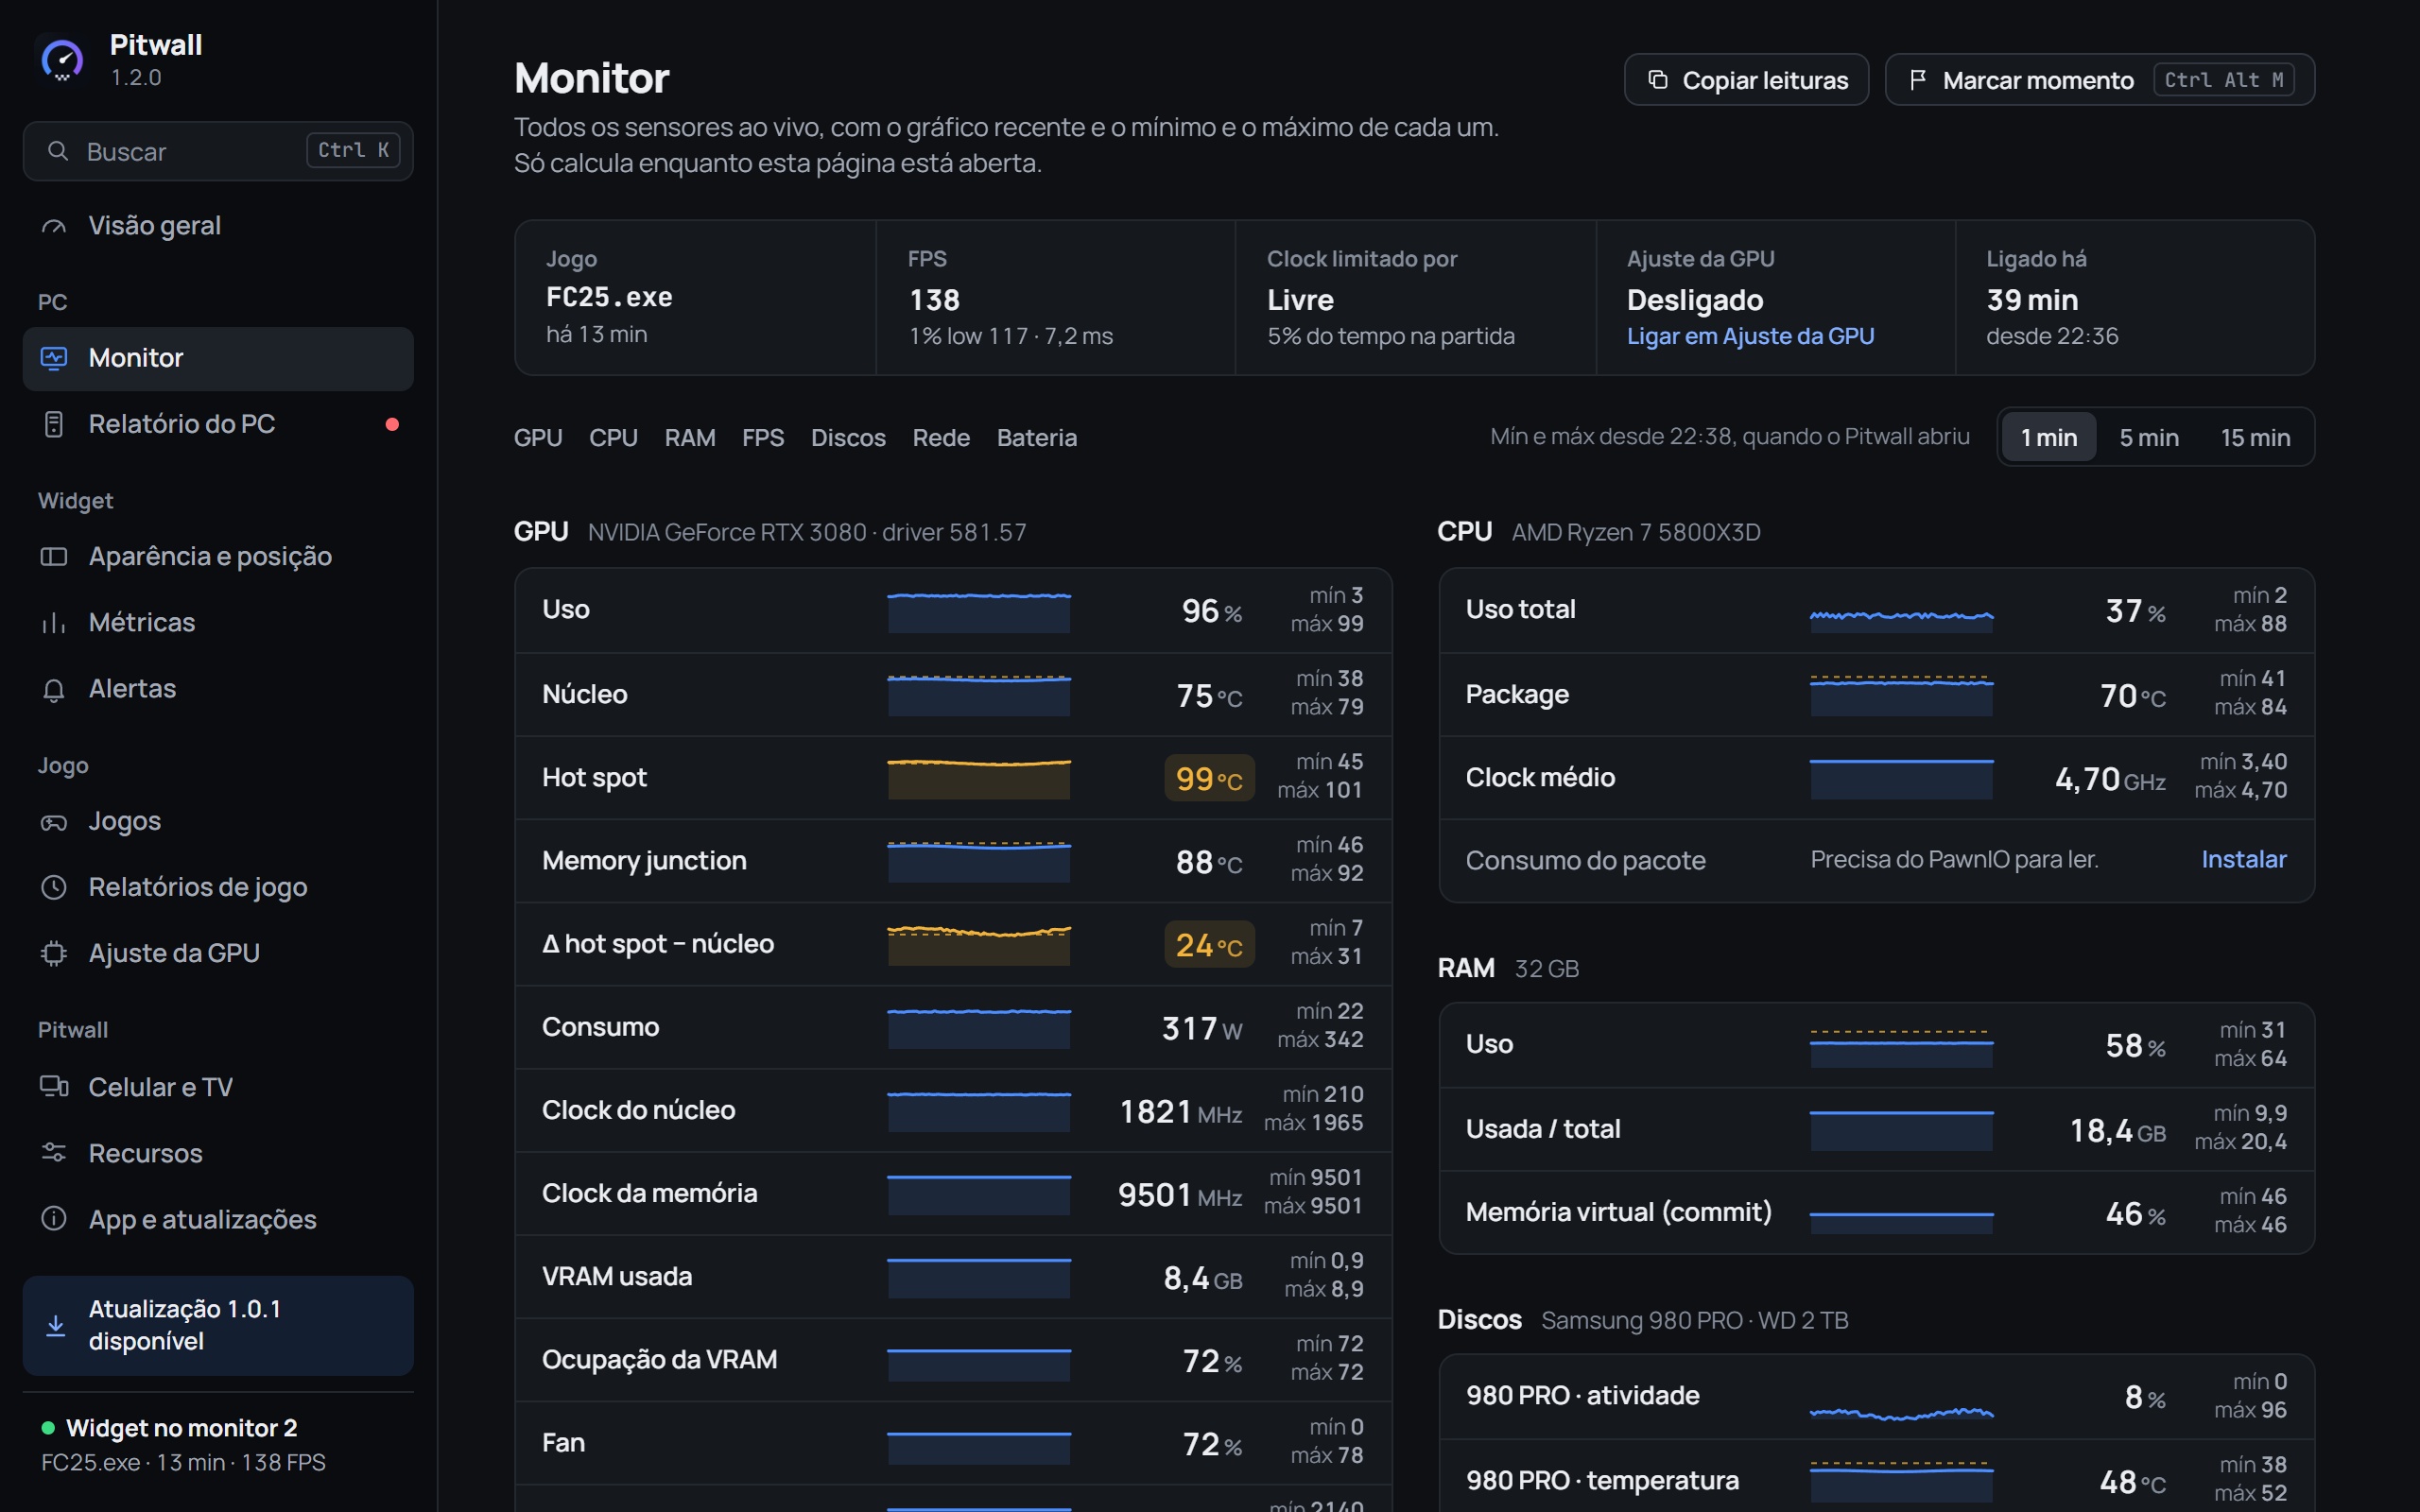 Pitwall
1.2.0
Buscar Ctrl K
Visão geral
PC
Monitor
Relatório do PC
Widget
Aparência e posição
Métricas
Alertas
Jogo
Jogos
Relatórios de jogo
Ajuste da GPU
Pitwall
Celular e TV
Recursos
App e atualizações
Atualização 1.0.1
disponível
Widget no monitor 2
FC25.exe · 13 min · 138 FPS
Monitor
Todos os sensores ao vivo, com o gráfico recente e o mínimo e o máximo de cada um.
Só calcula enquanto esta página está aberta.
Copiar leituras
Marcar momento Ctrl Alt M
Jogo
FC25.exe
há 13 min
FPS
138
1% low 117 · 7,2 ms
Clock limitado por
Livre
5% do tempo na partida
Ajuste da GPU
Desligado
Ligar em Ajuste da GPU
Ligado há
39 min
desde 22:36
GPU CPU RAM FPS Discos Rede Bateria
Mín e máx desde 22:38, quando o Pitwall abriu
1 min 5 min 15 min
GPU NVIDIA GeForce RTX 3080 · driver 581.57
Uso 96 % mín 3
máx 99
Núcleo 75 °C mín 38
máx 79
Hot spot 99 °C mín 45
máx 101
Memory junction 88 °C mín 46
máx 92
Δ hot spot − núcleo 24 °C mín 7
máx 31
Consumo 317 W mín 22
máx 342
Clock do núcleo 1821 MHz mín 210
máx 1965
Clock da memória 9501 MHz mín 9501
máx 9501
VRAM usada 8,4 GB mín 0,9
máx 8,9
Ocupação da VRAM 72 % mín 72
máx 72
Fan 72 % mín 0
máx 78
mín 2140
CPU AMD Ryzen 7 5800X3D
Uso total 37 % mín 2
máx 88
Package 70 °C mín 41
máx 84
Clock médio 4,70 GHz mín 3,40
máx 4,70
Consumo do pacote Precisa do PawnIO para ler. Instalar
RAM 32 GB
Uso 58 % mín 31
máx 64
Usada / total 18,4 GB mín 9,9
máx 20,4
Memória virtual (commit) 46 % mín 46
máx 46
Discos Samsung 980 PRO · WD 2 TB
980 PRO · atividade 8 % mín 0
máx 96
980 PRO · temperatura 48 °C mín 38
máx 52